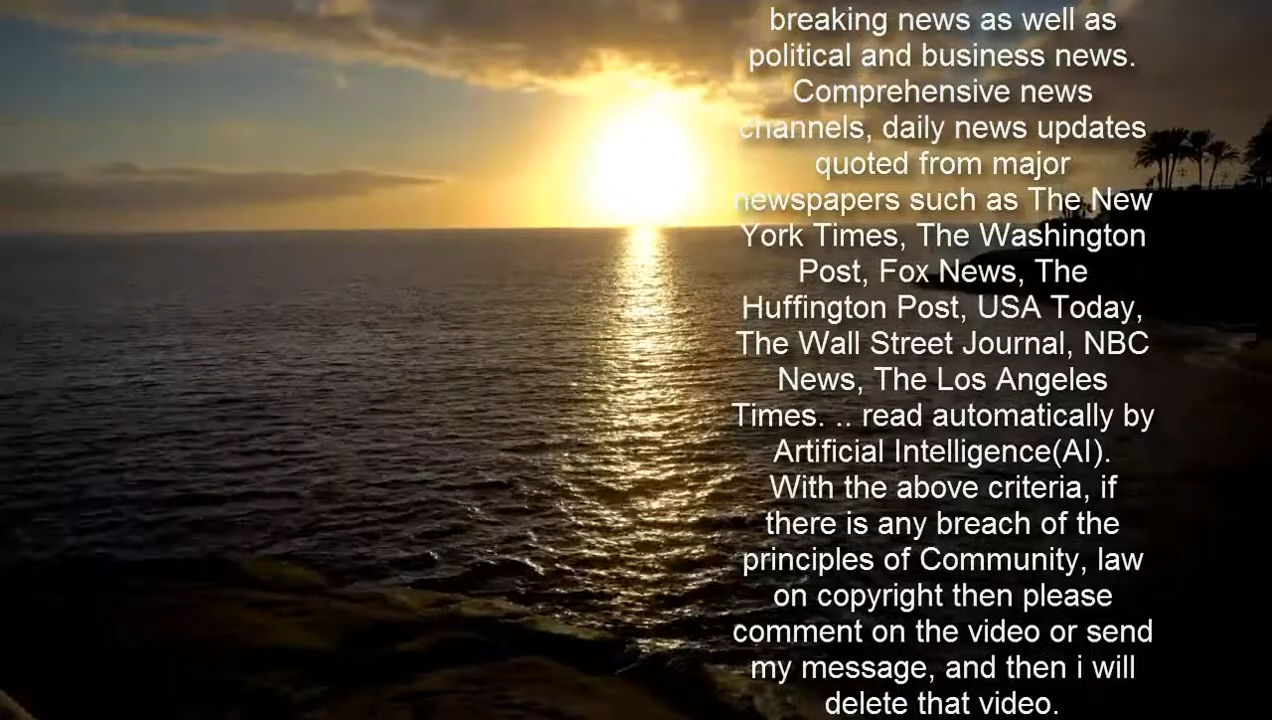 breaking news as well as
political and business news.
Comprehensive news
channels, daily news updates
quoted from major
newspapers such as The New
York Times, The Washington
Post, Fox News, The
Huffington Post, USA Today,
The Wall Street Journal, NBC
News, The Los Angeles
Times. .. read automatically by
Artificial Intelligence(AI).
With the above criteria, if
there is any breach of the
principles of Community, law
on copyright then please
comment on the video or send
my message, and then i will
delete that video.